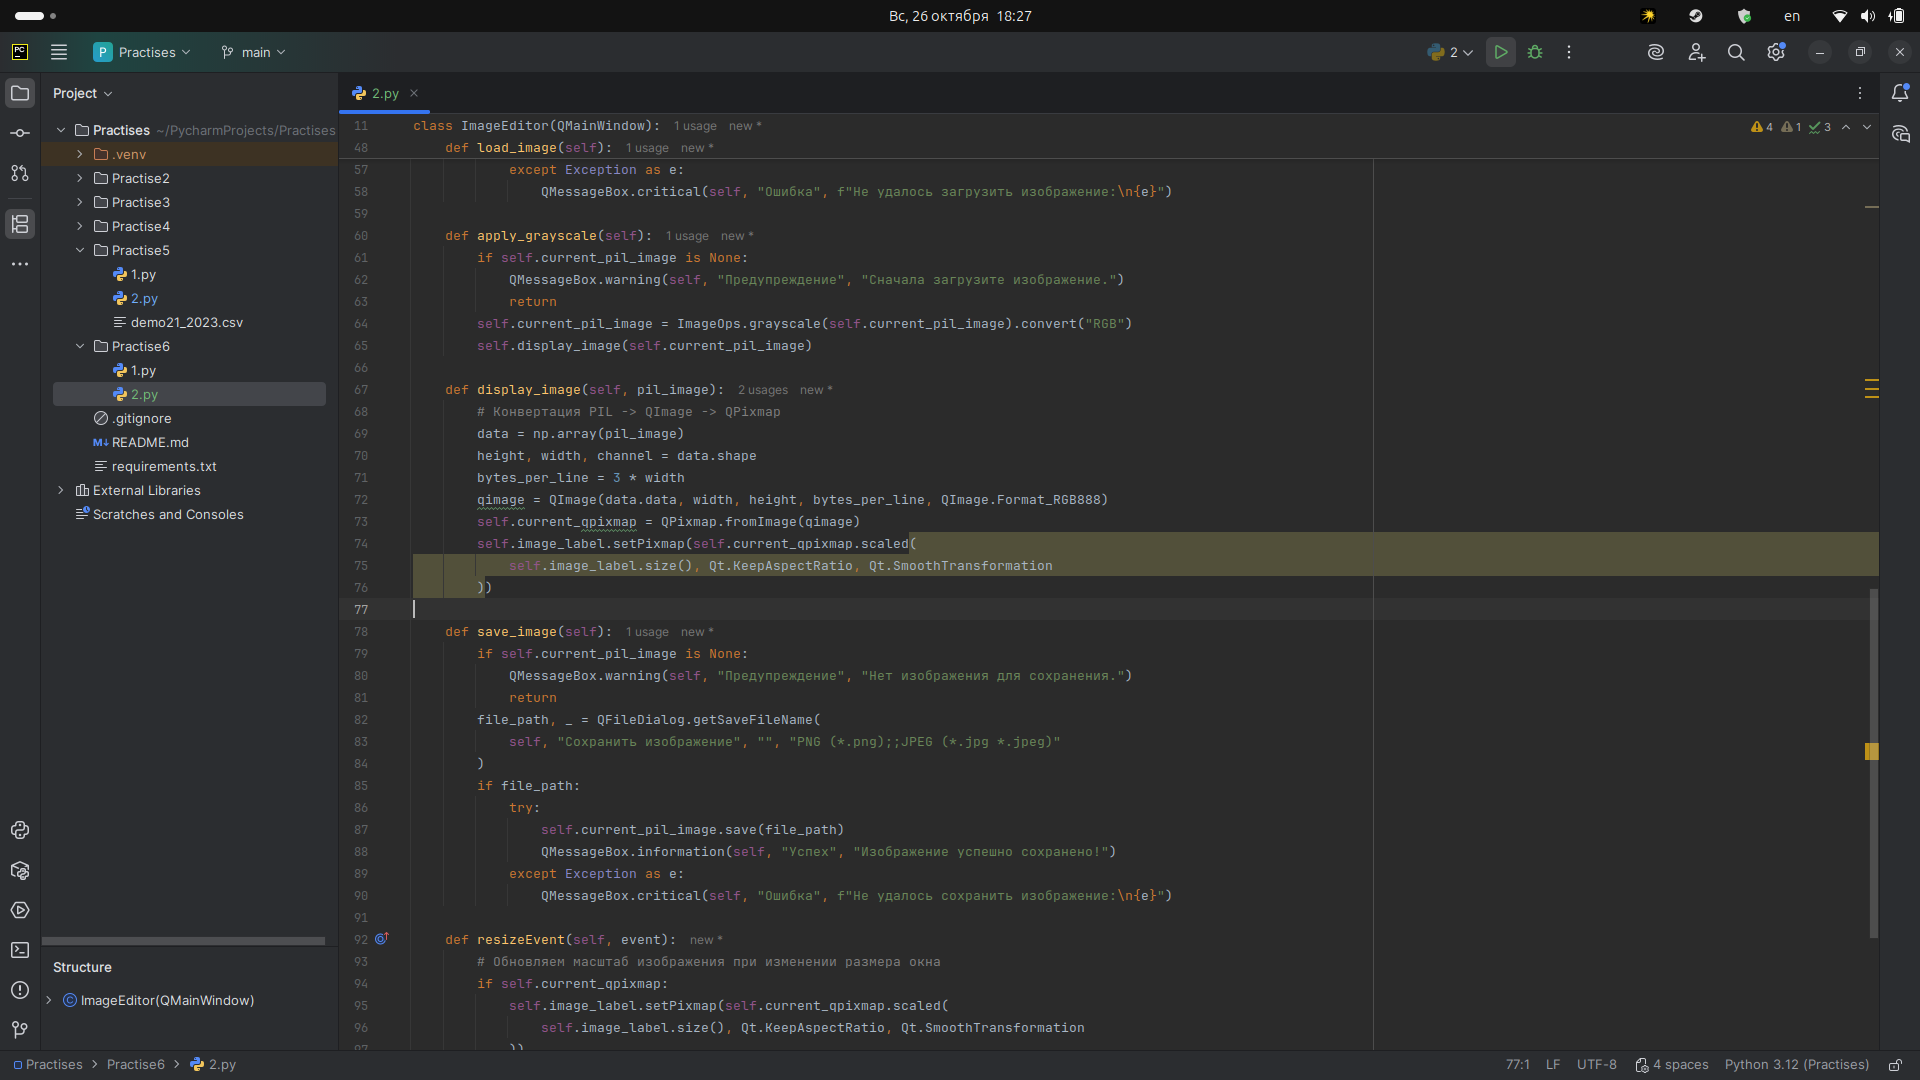 Вс, 26 октября 18:27
en
PC
P Practises
main
2
Project
2.py
Practises ~/PycharmProjects/Practises
.venv
Practise2
Practise3
Practise4
Practise5
1.py
2.py
demo21_2023.csv
Practise6
1.py
2.py
.gitignore
M↓ README.md
requirements.txt
External Libraries
Scratches and Consoles
Structure
ImageEditor(QMainWindow)
4 1 3
11 class ImageEditor(QMainWindow): 1 usage new *
48 def load_image(self): 1 usage new *
57 except Exception as e:
58 QMessageBox.critical(self, "Ошибка", f"Не удалось загрузить изображение:\n{e}")
59
60 def apply_grayscale(self): 1 usage new *
61 if self.current_pil_image is None:
62 QMessageBox.warning(self, "Предупреждение", "Сначала загрузите изображение.")
63 return
64 self.current_pil_image = ImageOps.grayscale(self.current_pil_image).convert("RGB")
65 self.display_image(self.current_pil_image)
66
67 def display_image(self, pil_image): 2 usages new *
68 # Конвертация PIL -> QImage -> QPixmap
69 data = np.array(pil_image)
70 height, width, channel = data.shape
71 bytes_per_line = 3 * width
72 qimage = QImage(data.data, width, height, bytes_per_line, QImage.Format_RGB888)
73 self.current_qpixmap = QPixmap.fromImage(qimage)
74 self.image_label.setPixmap(self.current_qpixmap.scaled(
75 self.image_label.size(), Qt.KeepAspectRatio, Qt.SmoothTransformation
76 ))
77
78 def save_image(self): 1 usage new *
79 if self.current_pil_image is None:
80 QMessageBox.warning(self, "Предупреждение", "Нет изображения для сохранения.")
81 return
82 file_path, _ = QFileDialog.getSaveFileName(
83 self, "Сохранить изображение", "", "PNG (*.png);;JPEG (*.jpg *.jpeg)"
84 )
85 if file_path:
86 try:
87 self.current_pil_image.save(file_path)
88 QMessageBox.information(self, "Успех", "Изображение успешно сохранено!")
89 except Exception as e:
90 QMessageBox.critical(self, "Ошибка", f"Не удалось сохранить изображение:\n{e}")
91
92 def resizeEvent(self, event): new *
93 # Обновляем масштаб изображения при изменении размера окна
94 if self.current_qpixmap:
95 self.image_label.setPixmap(self.current_qpixmap.scaled(
96 self.image_label.size(), Qt.KeepAspectRatio, Qt.SmoothTransformation
97 ))
Practises > Practise6 > 2.py
77:1 LF UTF-8 4 spaces Python 3.12 (Practises)